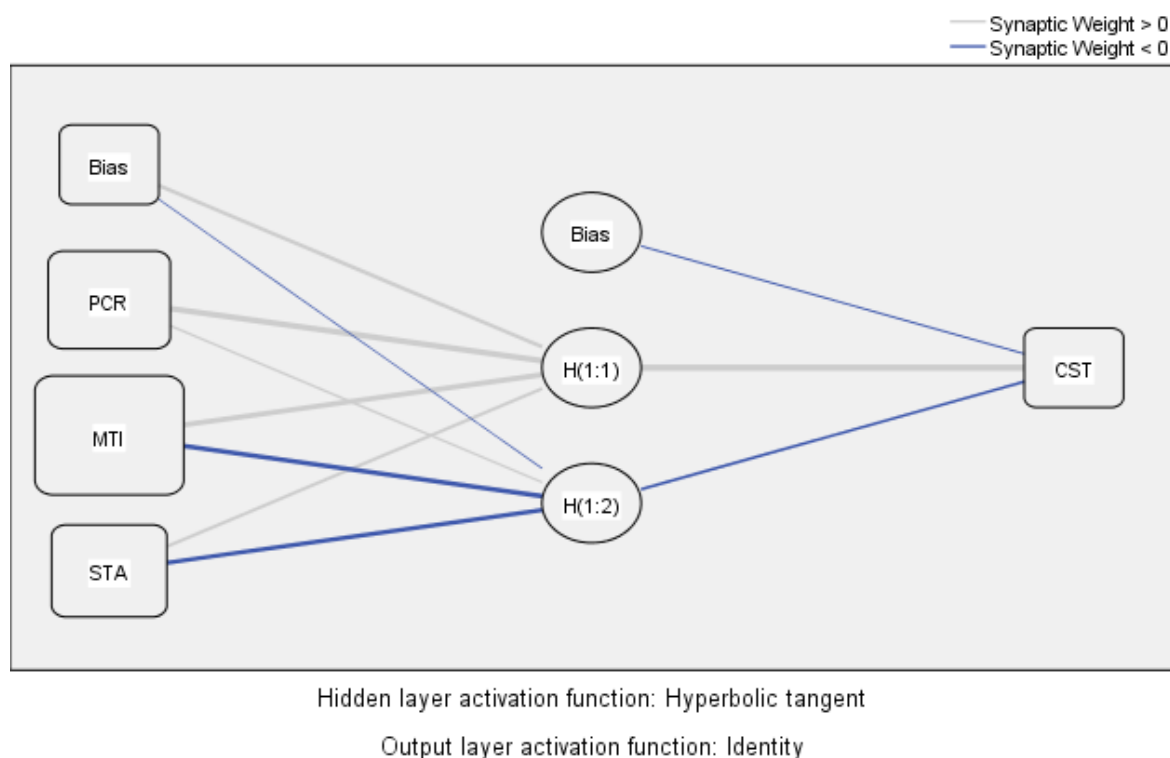 Synaptic Weight > 0
Synaptic Weight < 0
Bias
PCR
MTI
STA
Bias
H(1:1)
H(1:2)
CST
Hidden layer activation function: Hyperbolic tangent
Output layer activation function: Identity